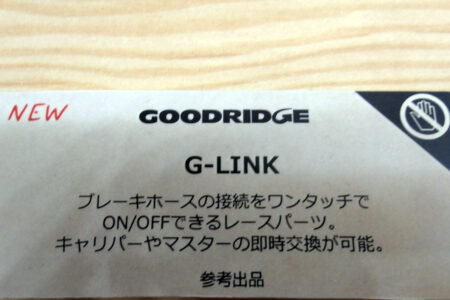 NEW
GOODRIDGE
G-LINK
ブレーキホースの接続をワンタッチで
ON/OFFできるレースパーツ。
キャリパーやマスターの即時交換が可能。
参考出品